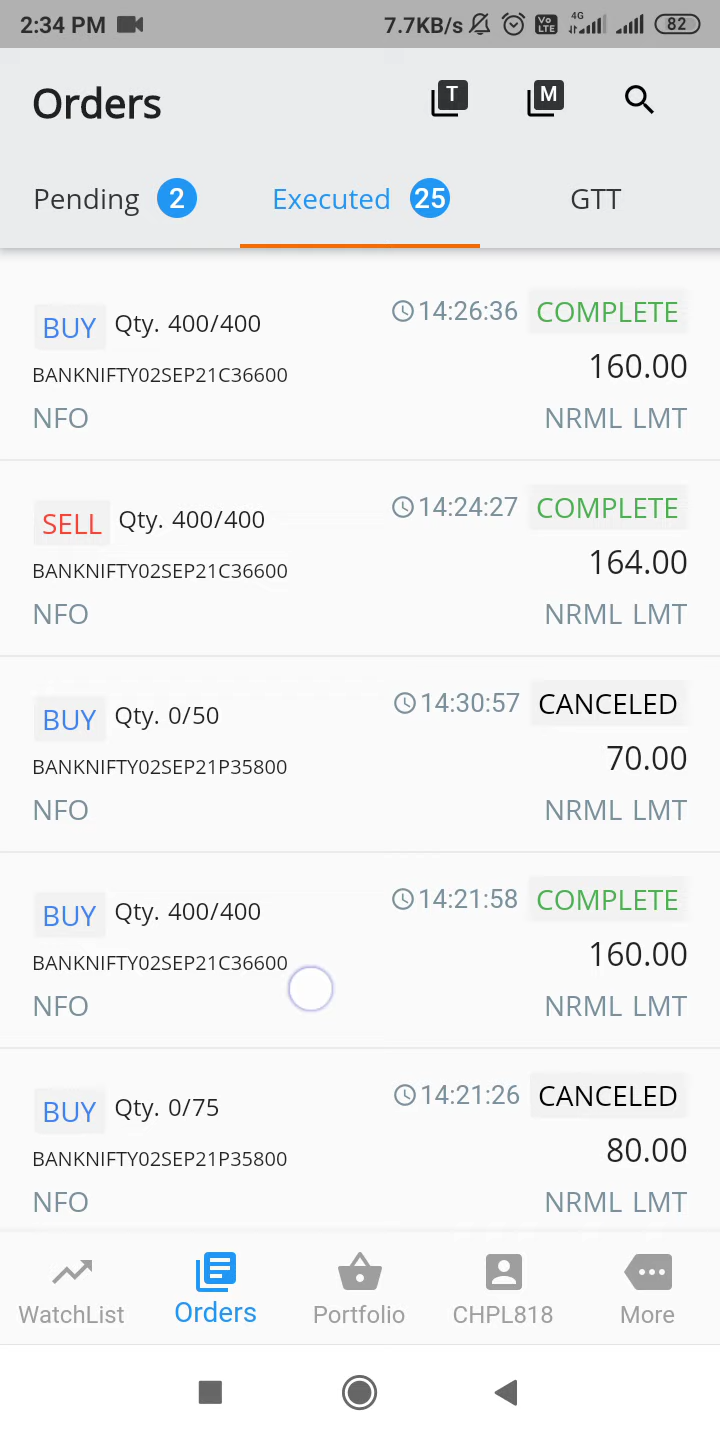 2:34 PM 7.7KB/s Vo LTE 4G 82
Orders T M
Pending 2 Executed 25 GTT
BUY Qty. 400/400 14:26:36 COMPLETE
BANKNIFTY02SEP21C36600 160.00
NFO NRML LMT
SELL Qty. 400/400 14:24:27 COMPLETE
BANKNIFTY02SEP21C36600 164.00
NFO NRML LMT
BUY Qty. 0/50 14:30:57 CANCELED
BANKNIFTY02SEP21P35800 70.00
NFO NRML LMT
BUY Qty. 400/400 14:21:58 COMPLETE
BANKNIFTY02SEP21C36600 160.00
NFO NRML LMT
BUY Qty. 0/75 14:21:26 CANCELED
BANKNIFTY02SEP21P35800 80.00
NFO NRML LMT
WatchList Orders Portfolio CHPL818 More